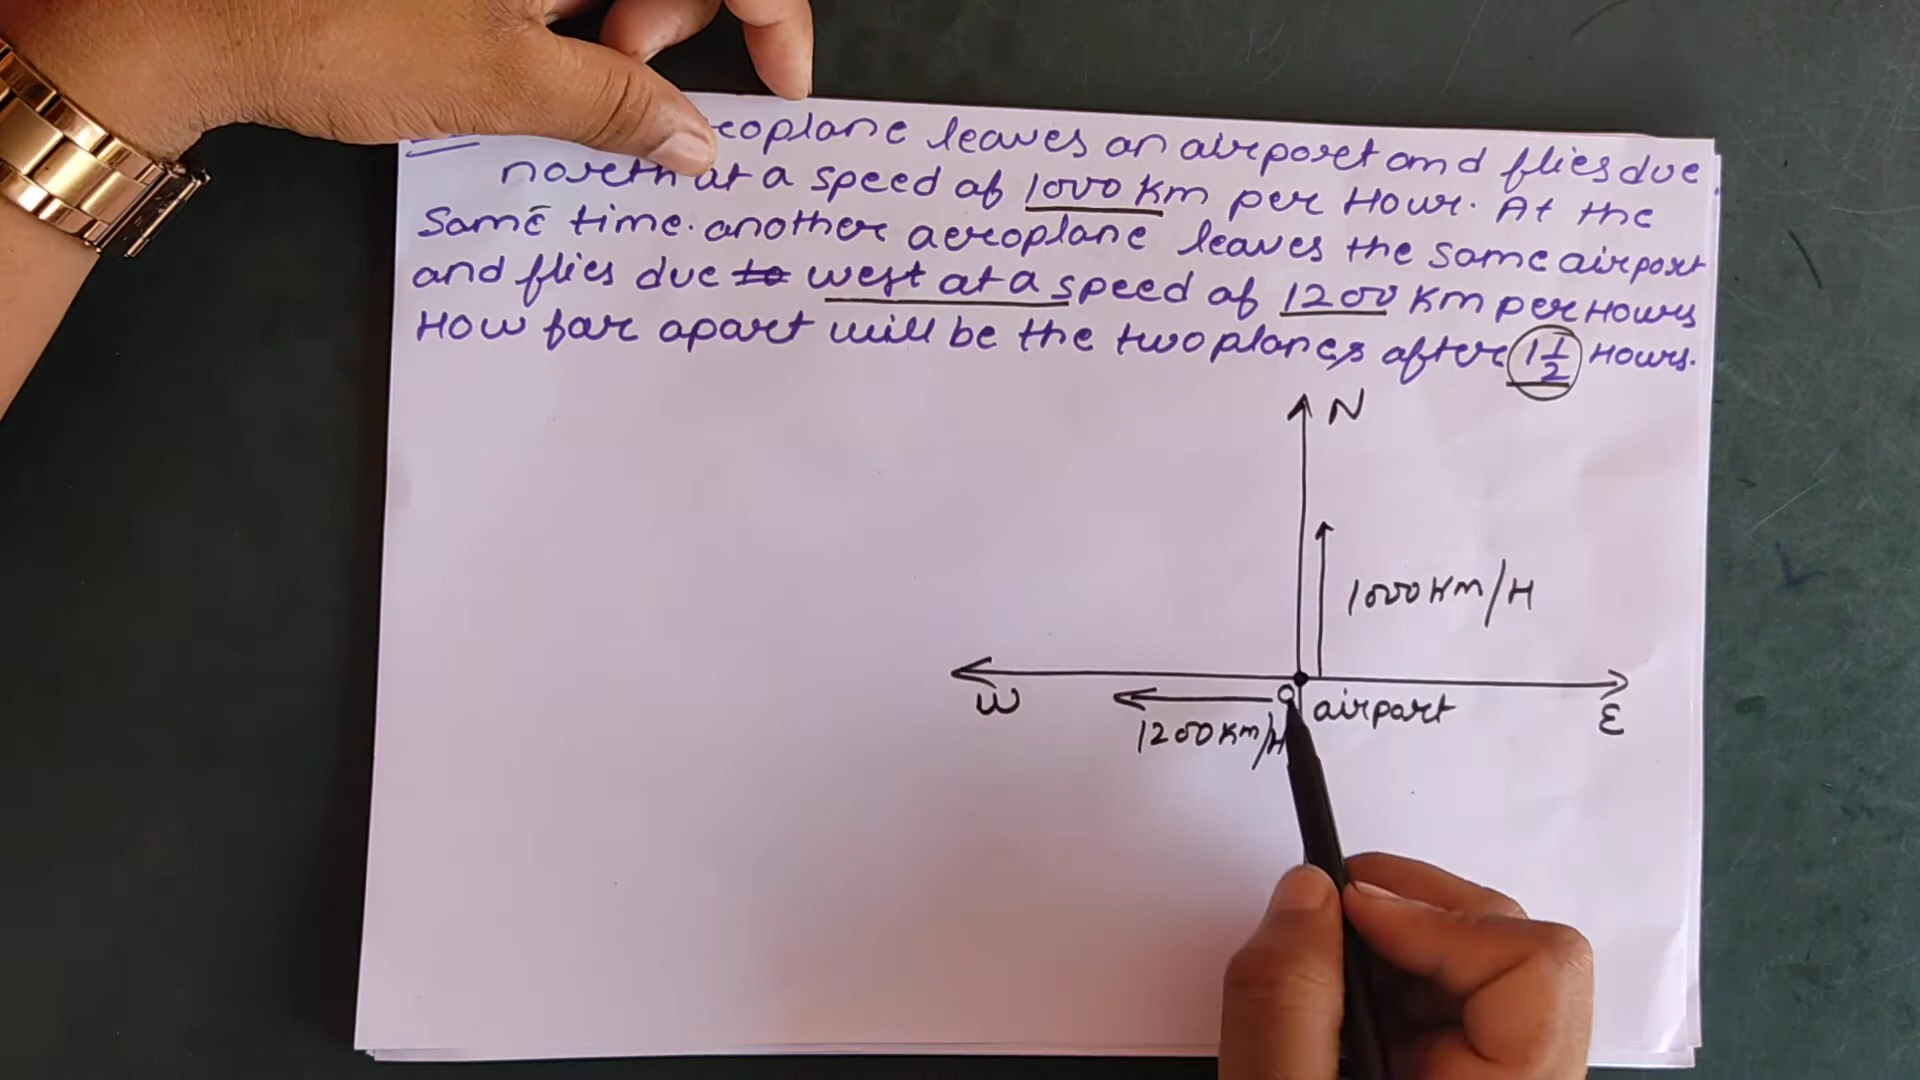 eoplane leaves an airport and flies due
north at a speed of 1000 Km per Hour. At the
Same time. another aeroplane leaves the same airport
and flies due to west at a speed of 1200 Km per Hours
How far apart will be the two planes after 1 1/2 Hours.
N
1000 Km/H
W
airport
E
1200 Km/H